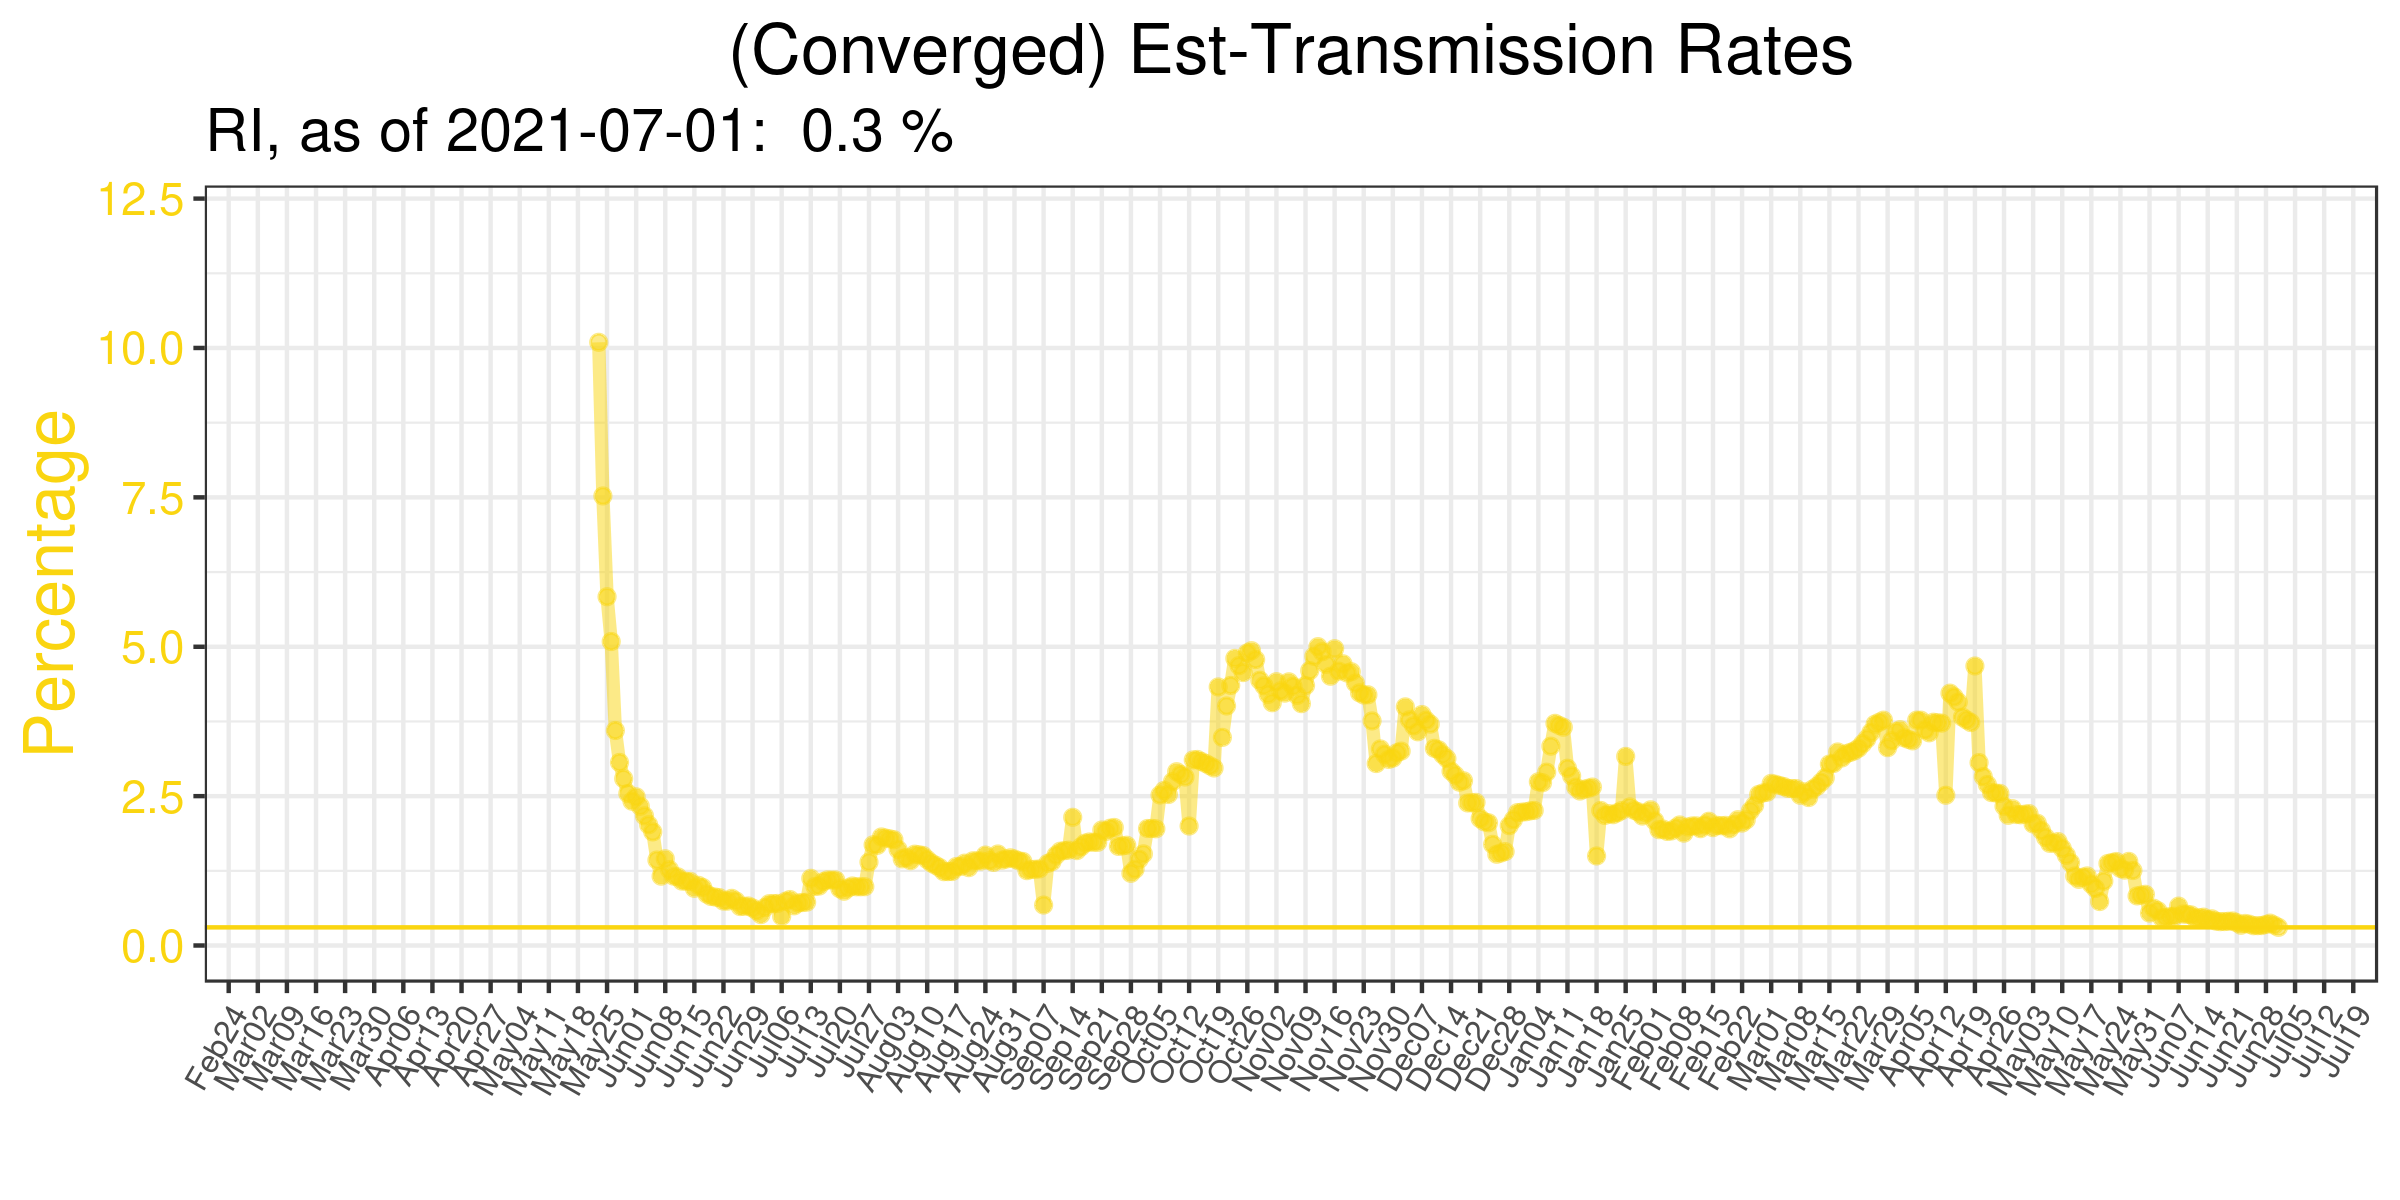 (Converged) Est-Transmission Rates
RI, as of 2021-07-01:  0.3 %
Percentage
12.5
10.0
7.5
5.0
2.5
0.0
Feb24
Mar02
Mar09
Mar16
Mar23
Mar30
Apr06
Apr13
Apr20
Apr27
May04
May11
May18
May25
Jun01
Jun08
Jun15
Jun22
Jun29
Jul06
Jul13
Jul20
Jul27
Aug03
Aug10
Aug17
Aug24
Aug31
Sep07
Sep14
Sep21
Sep28
Oct05
Oct12
Oct19
Oct26
Nov02
Nov09
Nov16
Nov23
Nov30
Dec07
Dec14
Dec21
Dec28
Jan04
Jan11
Jan18
Jan25
Feb01
Feb08
Feb15
Feb22
Mar01
Mar08
Mar15
Mar22
Mar29
Apr05
Apr12
Apr19
Apr26
May03
May10
May17
May24
May31
Jun07
Jun14
Jun21
Jun28
Jul05
Jul12
Jul19